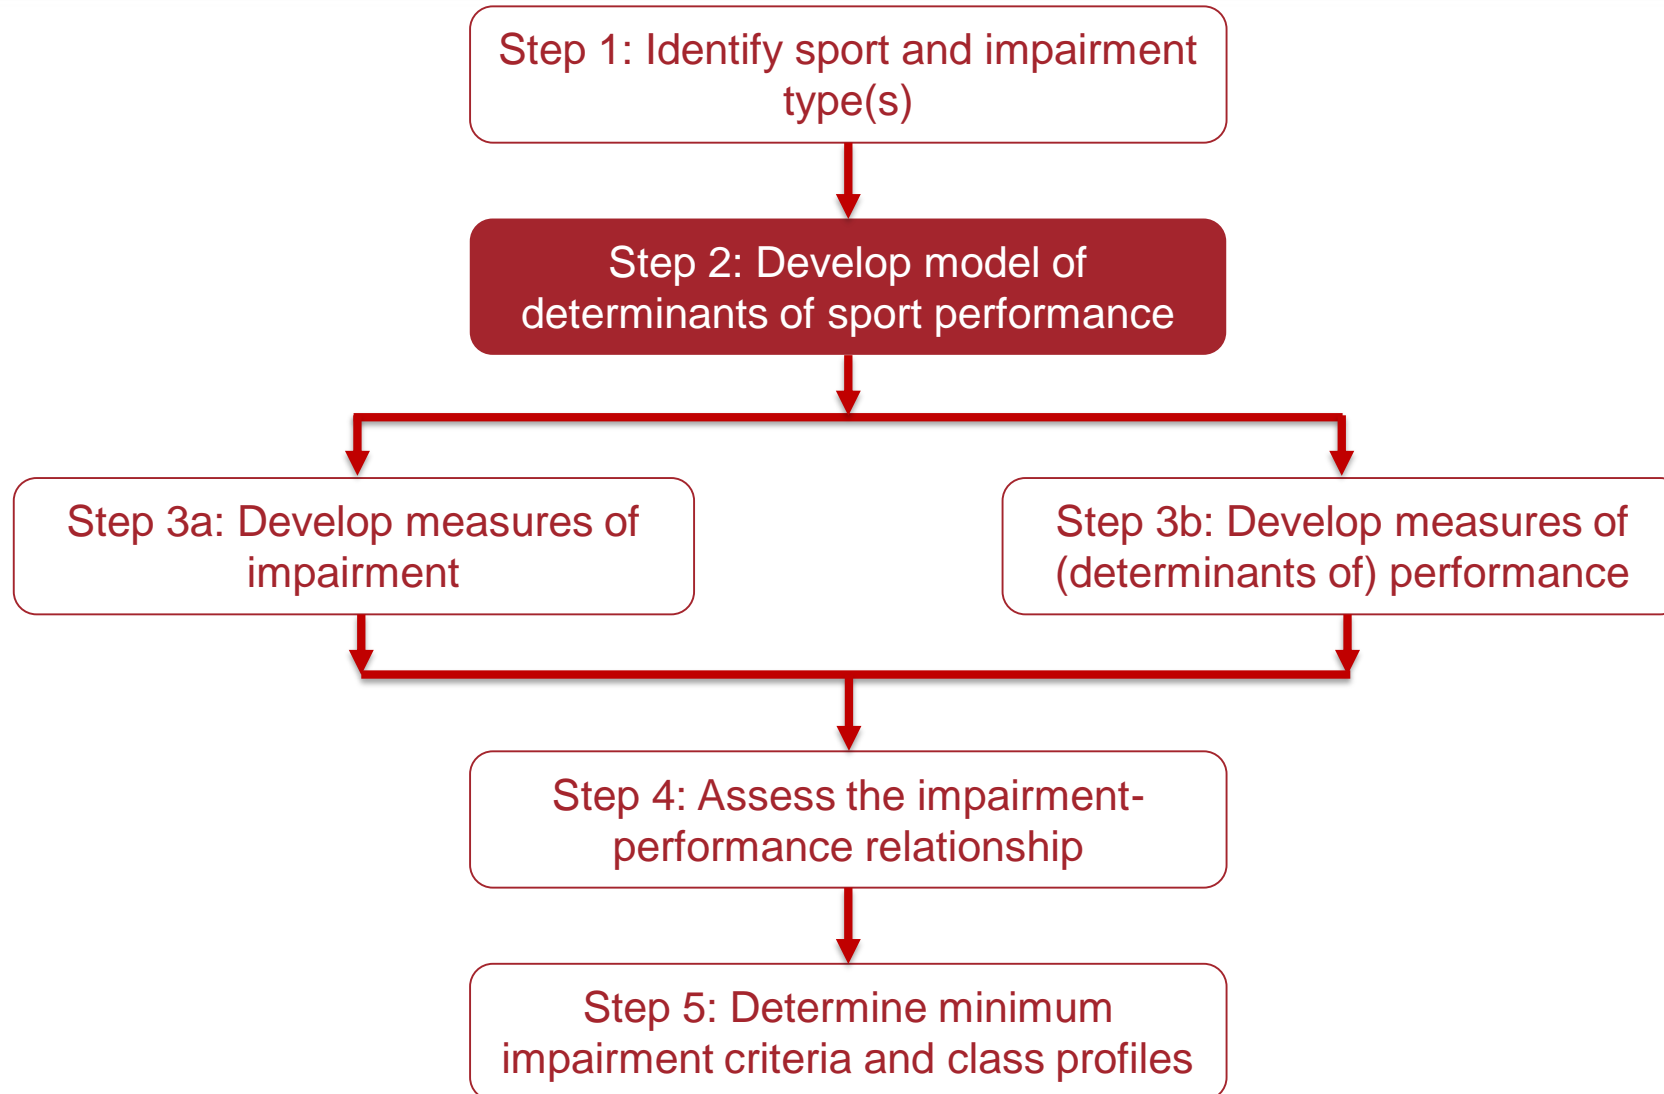 Step 1: Identify sport and impairment
type(s)
Step 2: Develop model of
determinants of sport performance
Step 3a: Develop measures of
impairment
Step 3b: Develop measures of
(determinants of) performance
Step 4: Assess the impairment-
performance relationship
Step 5: Determine minimum
impairment criteria and class profiles